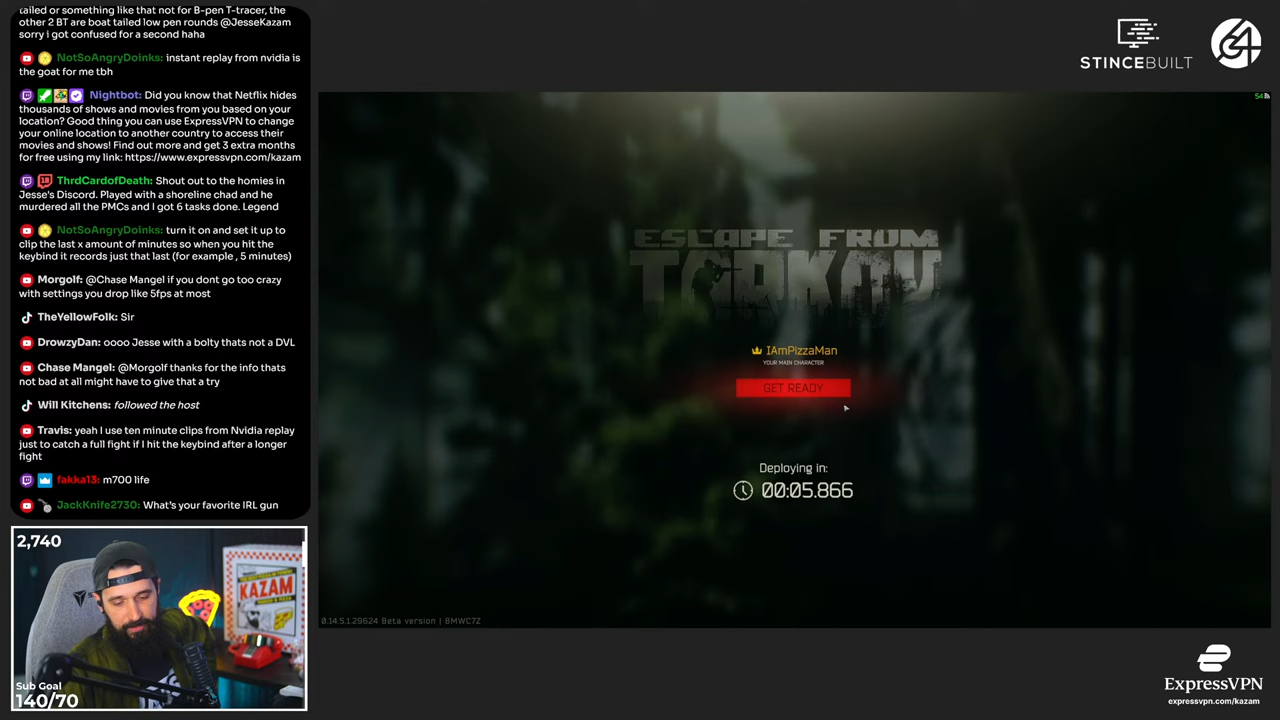 tailed or something like that not for B-pen T-tracer, the
other 2 BT are boat tailed low pen rounds @JesseKazam
sorry i got confused for a second haha
NotSoAngryDoinks: instant replay from nvidia is
the goat for me tbh
Nightbot: Did you know that Netflix hides
thousands of shows and movies from you based on your
location? Good thing you can use ExpressVPN to change
your online location to another country to access their
movies and shows! Find out more and get 3 extra months
for free using my link: https://www.expressvpn.com/kazam
ThrdCardofDeath: Shout out to the homies in
Jesse's Discord. Played with a shoreline chad and he
murdered all the PMCs and I got 6 tasks done. Legend
NotSoAngryDoinks: turn it on and set it up to
clip the last x amount of minutes so when you hit the
keybind it records just that last (for example , 5 minutes)
Morgolf: @Chase Mangel if you dont go too crazy
with settings you drop like 5fps at most
TheYellowFolk: Sir
DrowzyDan: oooo Jesse with a bolty thats not a DVL
Chase Mangel: @Morgolf thanks for the info thats
not bad at all might have to give that a try
Will Kitchens: followed the host
Travis: yeah I use ten minute clips from Nvidia replay
just to catch a full fight if I hit the keybind after a longer
fight
fakka13: m700 life
JackKnife2730: What's your favorite IRL gun
2,740
KAZAM
Sub Goal
140/70
STINCEBUILT
G4
54
ESCAPE FROM
TARKOV
IAmPizzaMan
YOUR MAIN CHARACTER
GET READY
Deploying in:
00:05.866
0.14.5.1.29624 Beta version | BMWC7Z
ExpressVPN
expressvpn.com/kazam